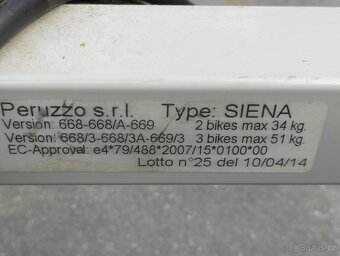 Peruzzo s.r.l. Type: SIENA
Version: 668-668/A-669 2 bikes max 34 kg.
Version: 668/3-668/3A-669/3 3 bikes max 51 kg.
EC-Approval: e4*79/488*2007/15*0100*00
Lotto n°25 del 10/04/14